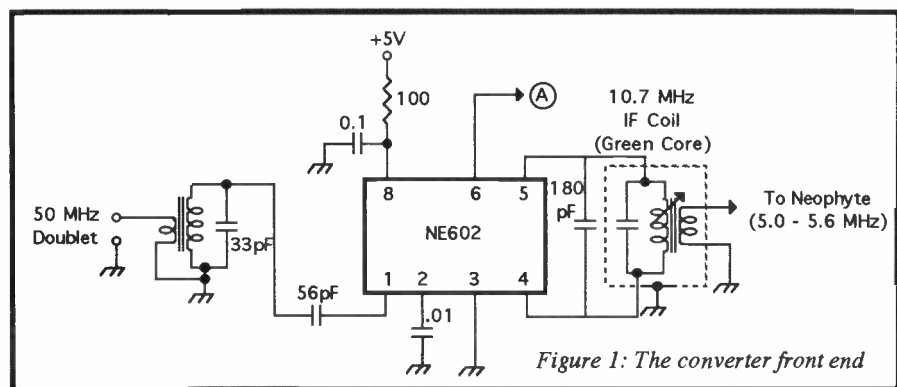 +5V
100
A
10.7 MHz
IF Coil
(Green Core)
0.1
8
6
5
180
pF
50 MHz
Doublet
33pF
NE602
To Neophyte
(5.0 - 5.6 MHz)
56pF
1
2
3
4
.01
Figure 1: The converter front end